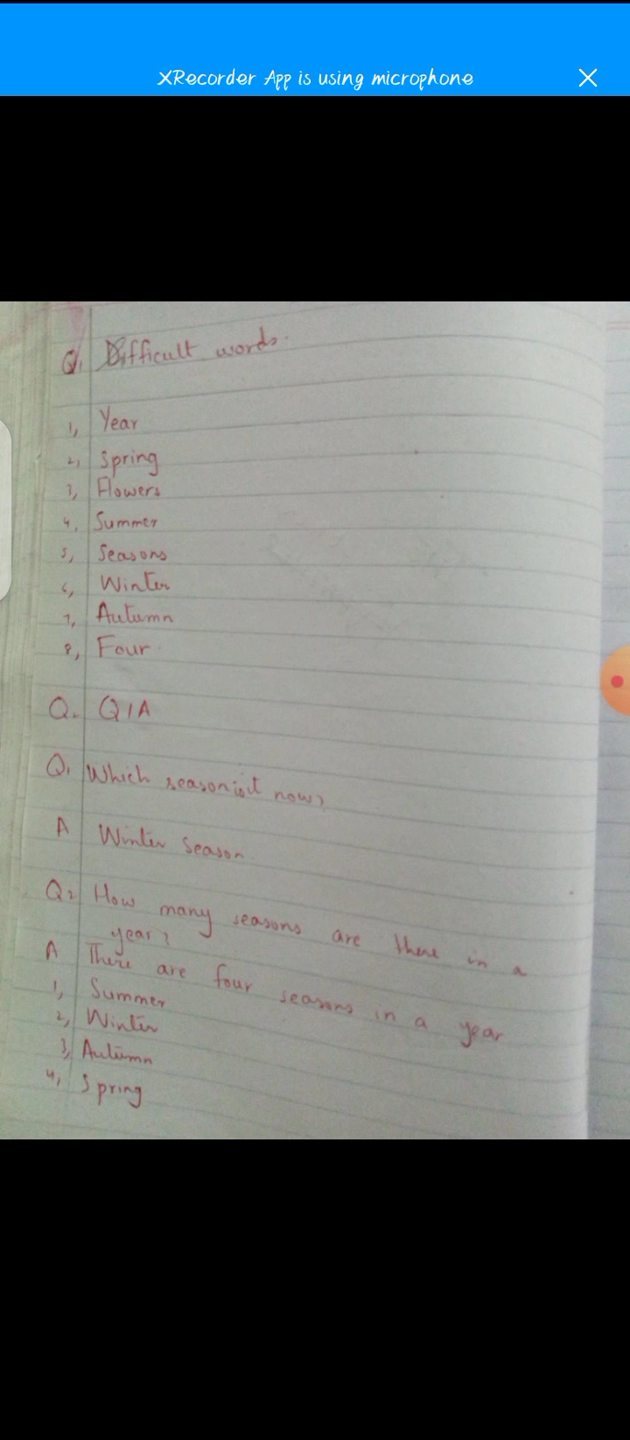 XRecorder App is using microphone
Q1 Difficult words.
1, Year
2, Spring
3, Flowers
4, Summer
5, Seasons
6, Winter
7, Autumn
8, Four
Q. Q/A
Q1 Which season is it now?
A Winter Season.
Q2 How many seasons are there in a
year?
A There are four seasons in a year
1, Summer
2, Winter
3, Autumn
4, Spring